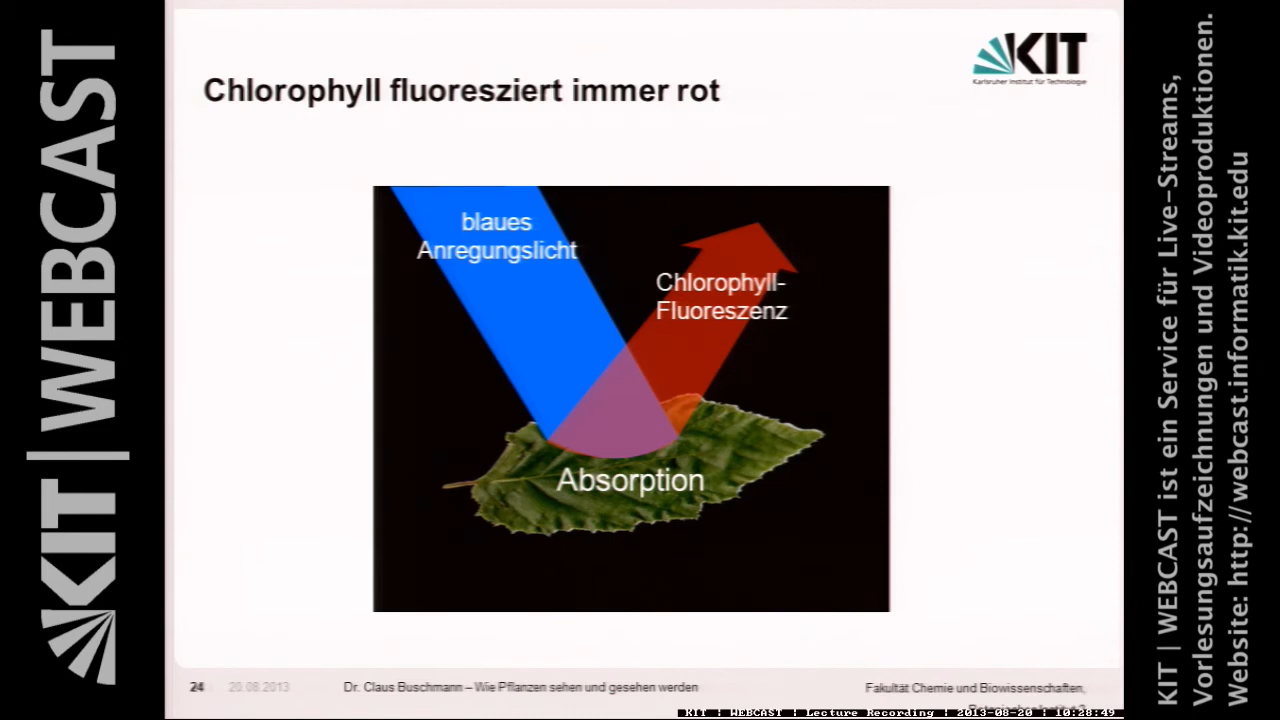 KIT | WEBCAST
Chlorophyll fluoresziert immer rot
KIT
Karlsruher Institut für Technologie
blaues
Anregungslicht
Chlorophyll-
Fluoreszenz
Absorption
24 20.08.2013 Dr. Claus Buschmann – Wie Pflanzen sehen und gesehen werden
Fakultät Chemie und Biowissenschaften,
KIT : WEBCAST : Lecture Recording : 2013-08-20 : 10:28:49
KIT | WEBCAST ist ein Service für Live-Streams,
Vorlesungsaufzeichnungen und Videoproduktionen.
Website: http://webcast.informatik.kit.edu